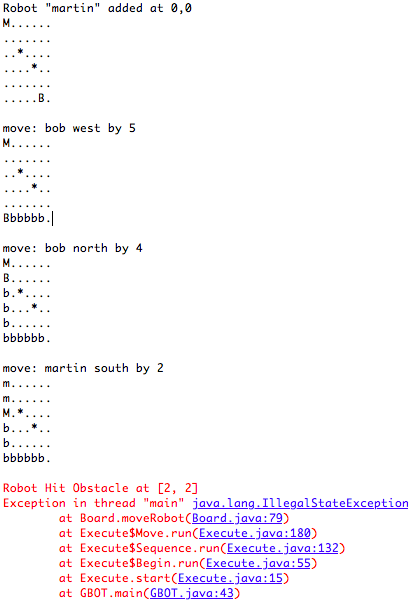 Robot "martin" added at 0,0
M......
.......
..*....
....*..
.......
.....B.
move: bob west by 5
M......
.......
..*....
....*..
.......
Bbbbbb.
move: bob north by 4
M......
B......
b.*....
b...*..
b......
bbbbbb.
move: martin south by 2
m......
m......
M.*....
b...*..
b......
bbbbbb.
Robot Hit Obstacle at [2, 2]
Exception in thread "main" java.lang.IllegalStateException
at Board.moveRobot(Board.java:79)
at Execute$Move.run(Execute.java:180)
at Execute$Sequence.run(Execute.java:132)
at Execute$Begin.run(Execute.java:55)
at Execute.start(Execute.java:15)
at GBOT.main(GBOT.java:43)